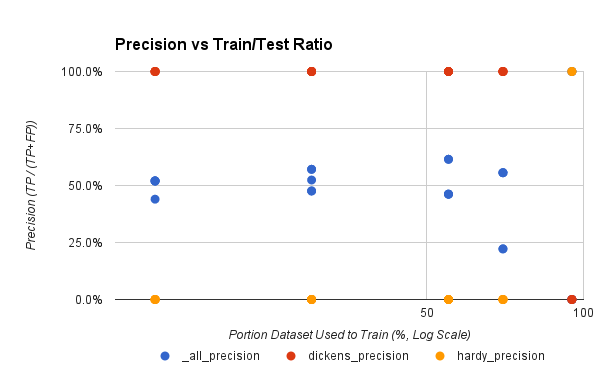 Precision vs Train/Test Ratio
100.0%
75.0%
50.0%
25.0%
0.0%
Precision (TP / (TP+FP))
50
100
Portion Dataset Used to Train (%, Log Scale)
_all_precision
dickens_precision
hardy_precision